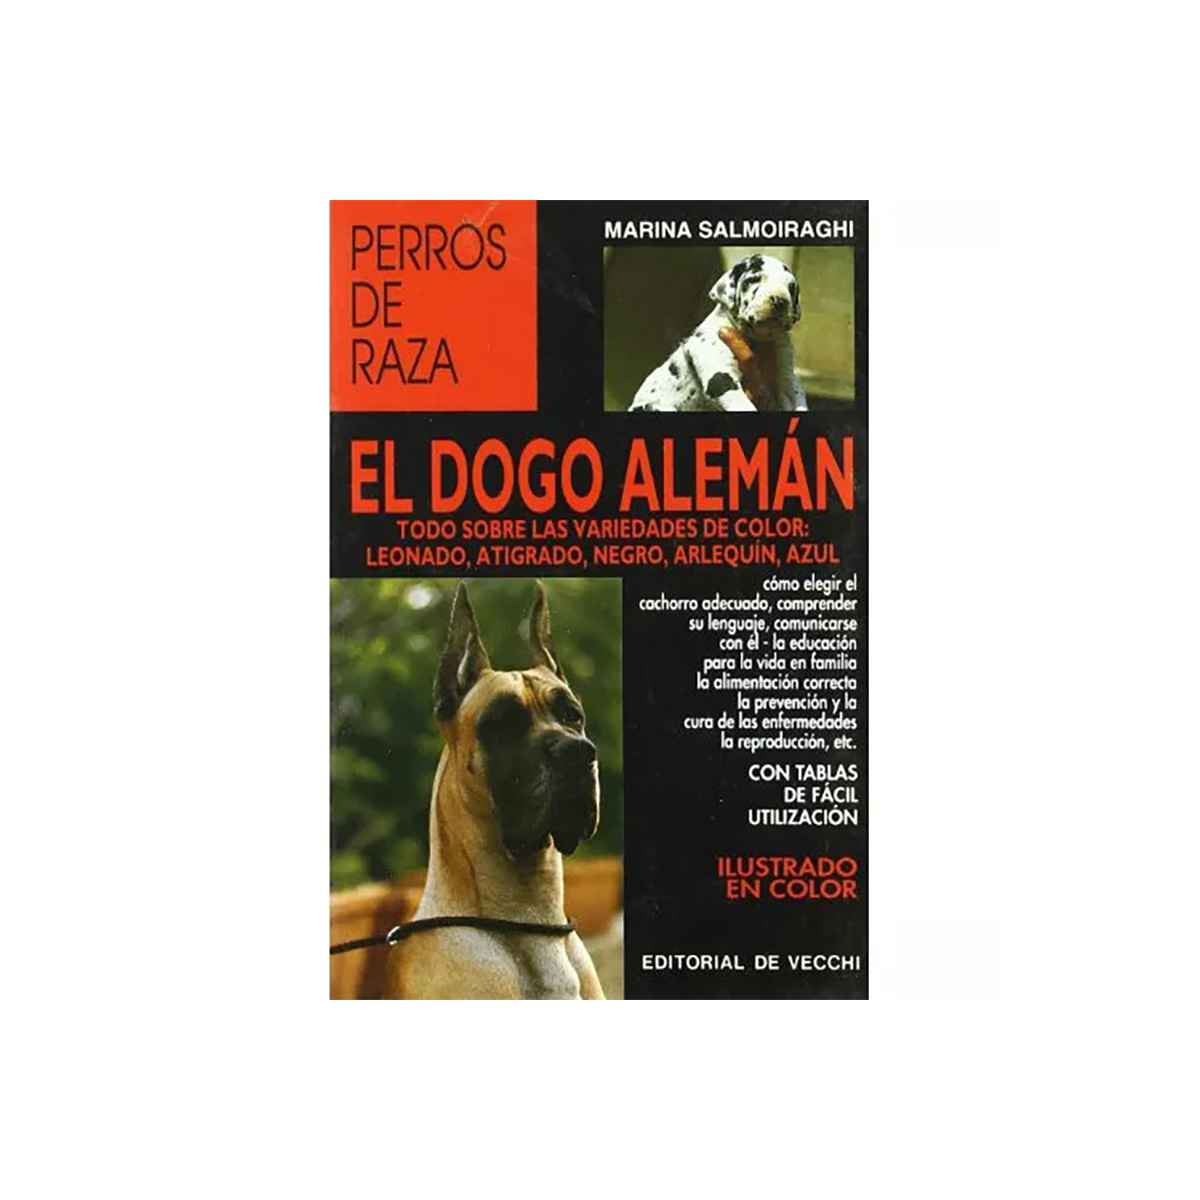 PERROS
DE
RAZA
MARINA SALMOIRAGHI
EL DOGO ALEMÁN
TODO SOBRE LAS VARIEDADES DE COLOR:
LEONADO, ATIGRADO, NEGRO, ARLEQUÍN, AZUL
cómo elegir el
cachorro adecuado, comprender
su lenguaje, comunicarse
con él - la educación
para la vida en familia
la alimentación correcta
la prevención y la
cura de las enfermedades
la reproducción, etc.
CON TABLAS
DE FÁCIL
UTILIZACIÓN
ILUSTRADO
EN COLOR
EDITORIAL DE VECCHI